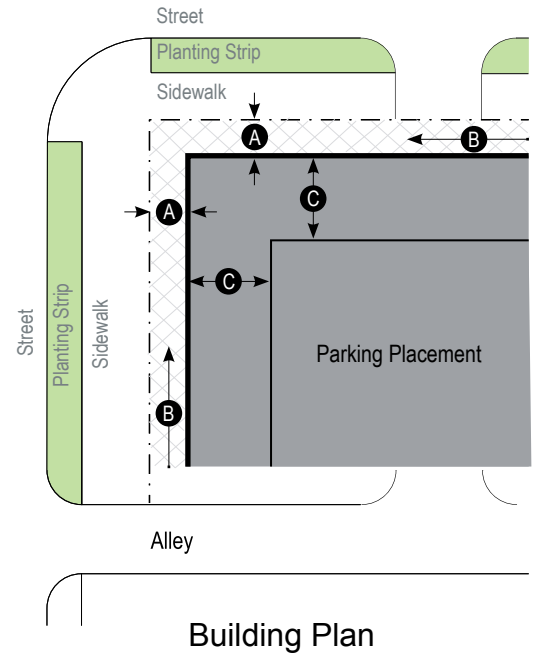 Street
Planting Strip
Sidewalk
A
B
C
A
C
Street
Planting Strip
Sidewalk
Parking Placement
B
Alley
Building Plan